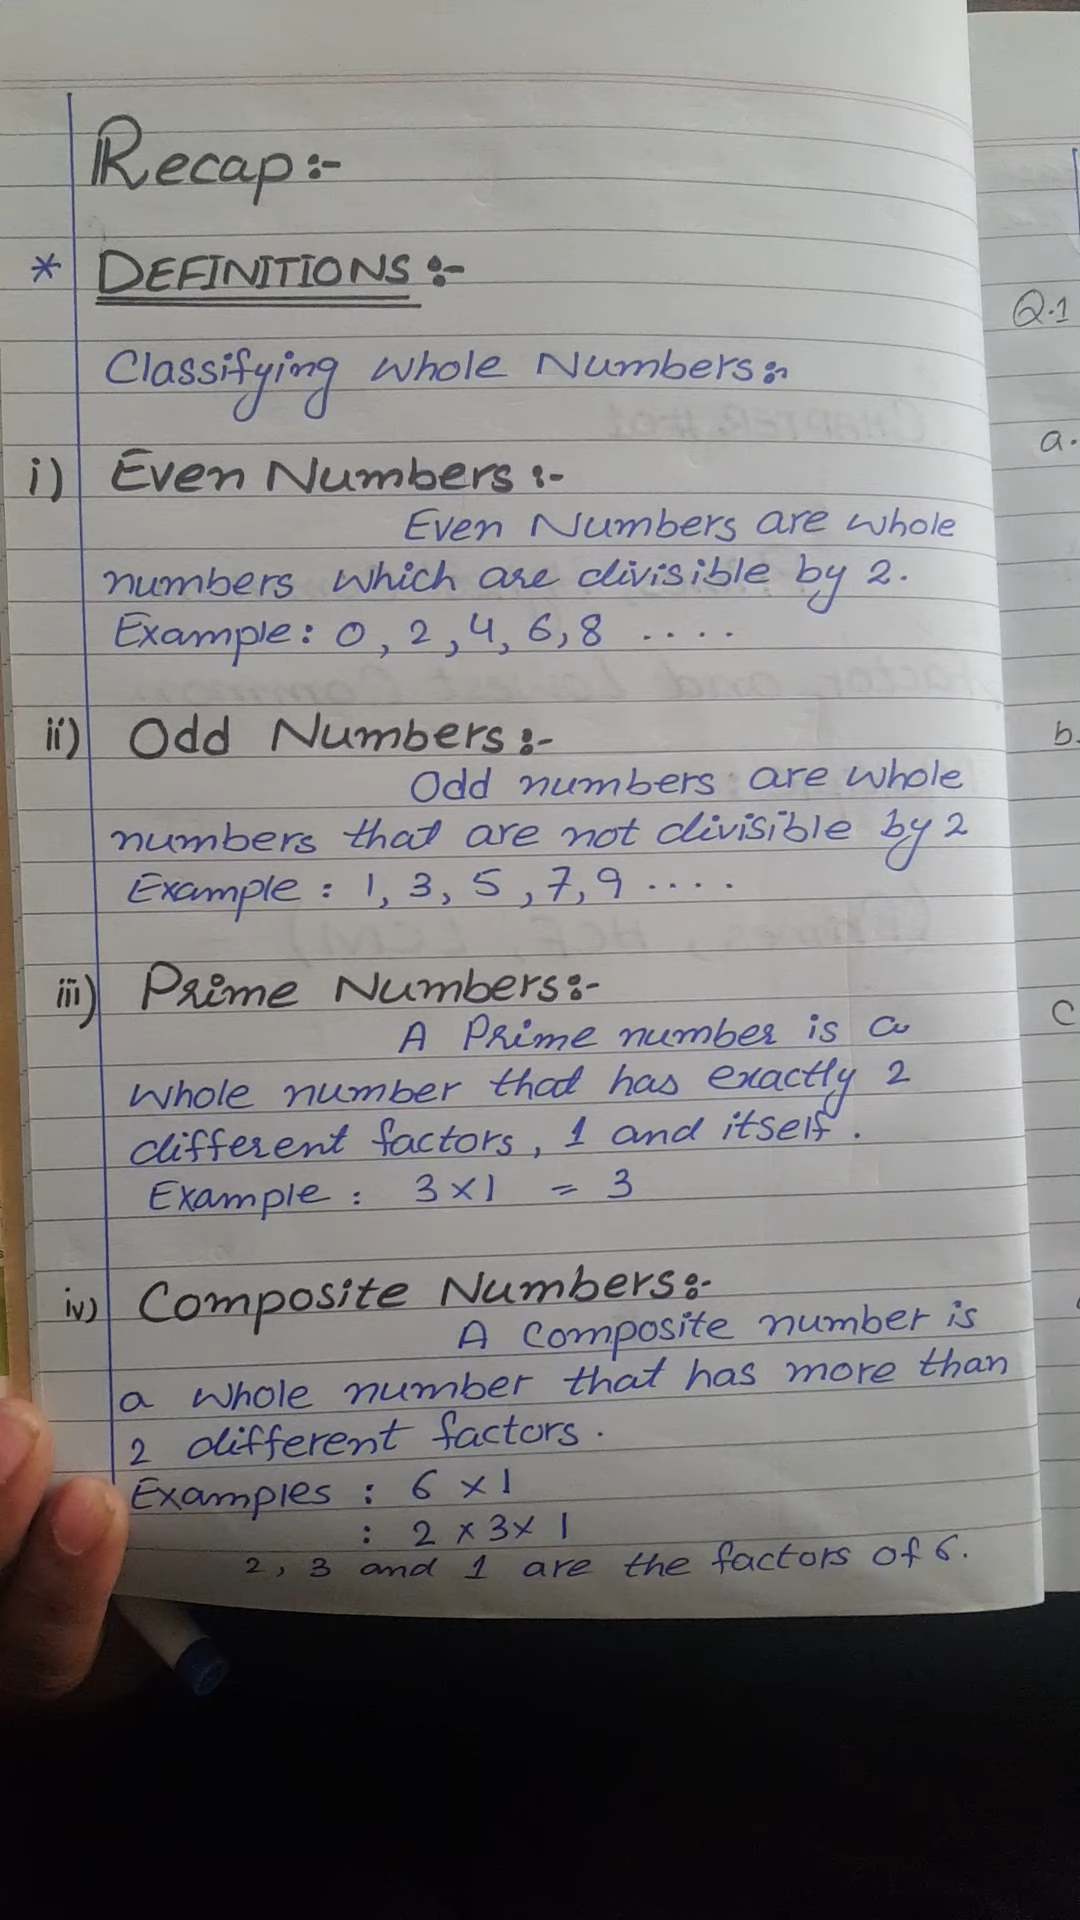 Recap:-
* DEFINITIONS :-
Classifying whole Numbers:-
i) Even Numbers :-
Even Numbers are whole
numbers which are divisible by 2.
Example: 0, 2, 4, 6, 8 ....
ii) Odd Numbers:-
Odd numbers are whole
numbers that are not divisible by 2
Example : 1, 3, 5, 7, 9 ....
iii) Prime Numbers:-
A Prime number is a
whole number that has exactly 2
different factors, 1 and itself.
Example : 3 x 1 = 3
iv) Composite Numbers:-
A Composite number is
a whole number that has more than
2 different factors.
Examples : 6 x 1
: 2 x 3 x 1
2, 3 and 1 are the factors of 6.
Q.1
a.
b.
C